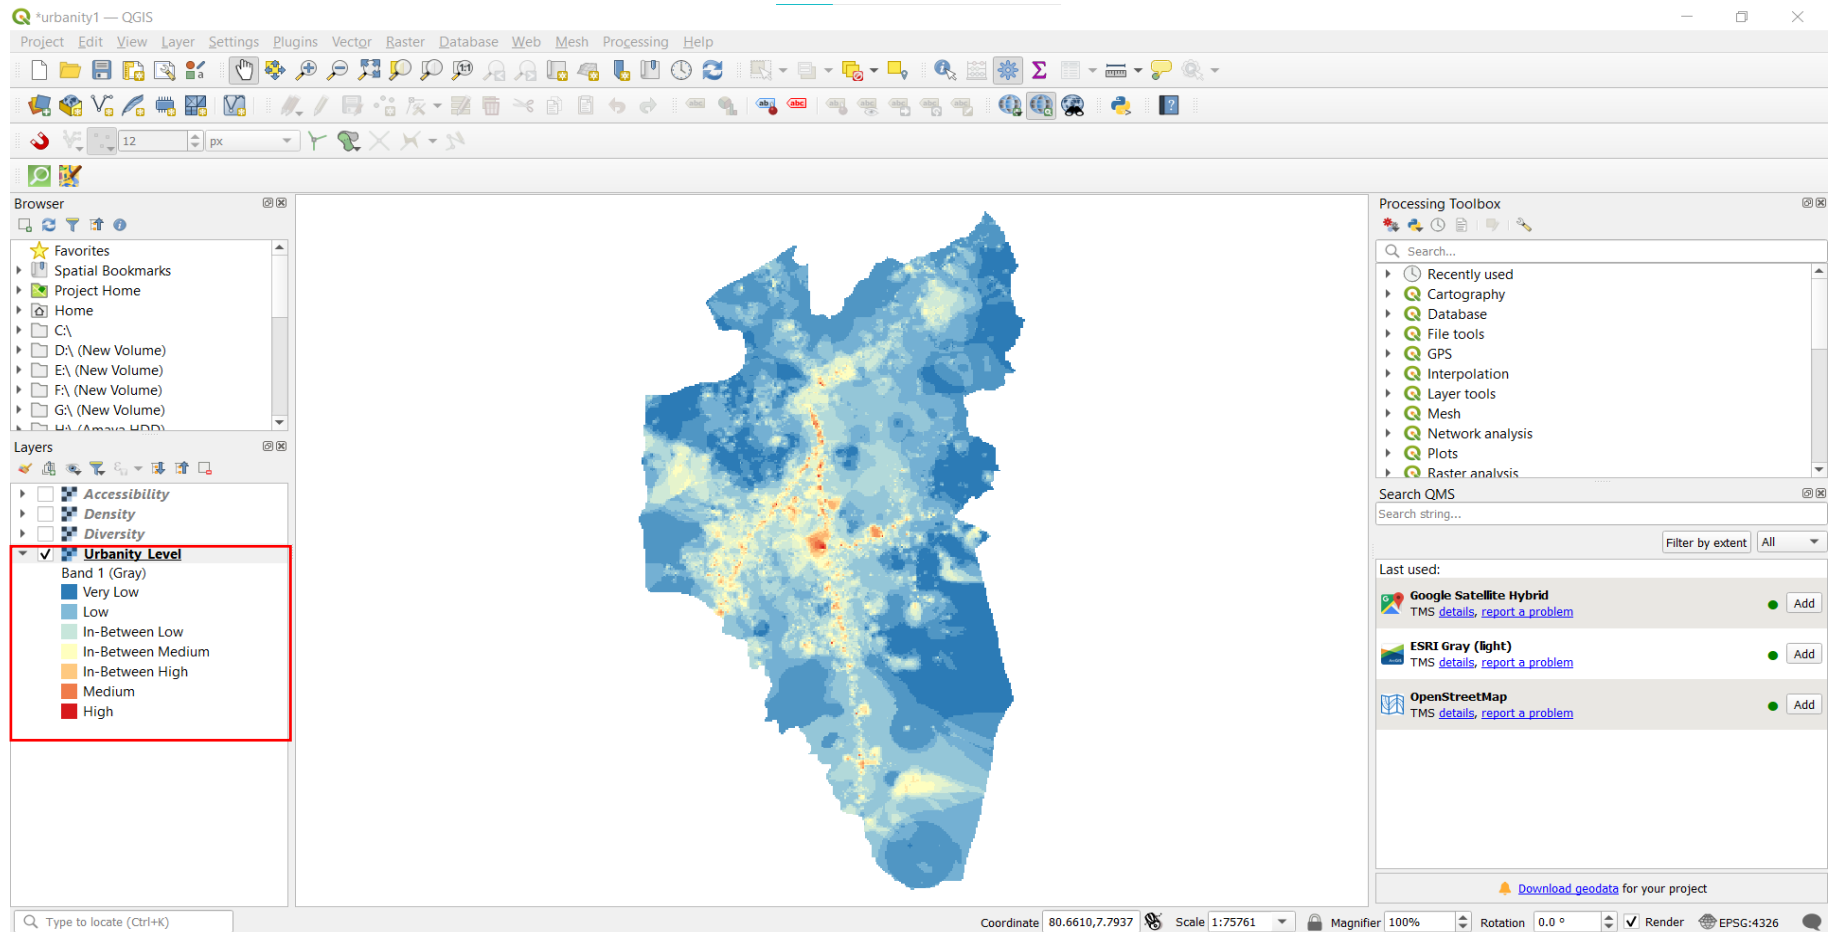 *urbanity1 — QGIS
Project Edit View Layer Settings Plugins Vector Raster Database Web Mesh Processing Help
12 px
Browser
Favorites
Spatial Bookmarks
Project Home
Home
C:\
D:\ (New Volume)
E:\ (New Volume)
F:\ (New Volume)
G:\ (New Volume)
H:\ (Amaya HDD)
Layers
Accessibility
Density
Diversity
Urbanity Level
Band 1 (Gray)
Very Low
Low
In-Between Low
In-Between Medium
In-Between High
Medium
High
Processing Toolbox
Search...
Recently used
Cartography
Database
File tools
GPS
Interpolation
Layer tools
Mesh
Network analysis
Plots
Raster analysis
Search QMS
Search string...
Filter by extent All
Last used:
Google Satellite Hybrid
TMS details, report a problem
Add
ESRI Gray (light)
TMS details, report a problem
Add
OpenStreetMap
TMS details, report a problem
Add
Download geodata for your project
Type to locate (Ctrl+K) Coordinate 80.6610,7.7937 Scale 1:75761 Magnifier 100% Rotation 0.0 ° Render EPSG:4326